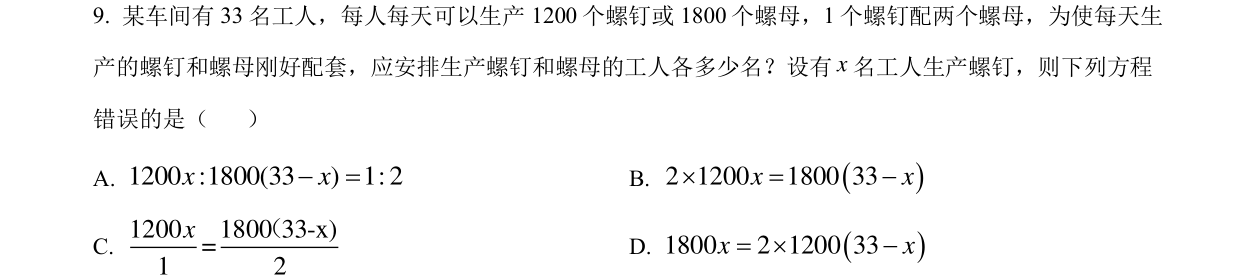 9. 某车间有 33 名工人，每人每天可以生产 1200 个螺钉或 1800 个螺母，1 个螺钉配两个螺母，为使每天生
产的螺钉和螺母刚好配套，应安排生产螺钉和螺母的工人各多少名？设有 x 名工人生产螺钉，则下列方程
错误的是（　　）
A. 1200x:1800(33−x)=1:2　　B. 2×1200x=1800(33−x)
C. \frac{1200x}{1}=\frac{1800(33-x)}{2}　　D. 1800x=2×1200(33−x)